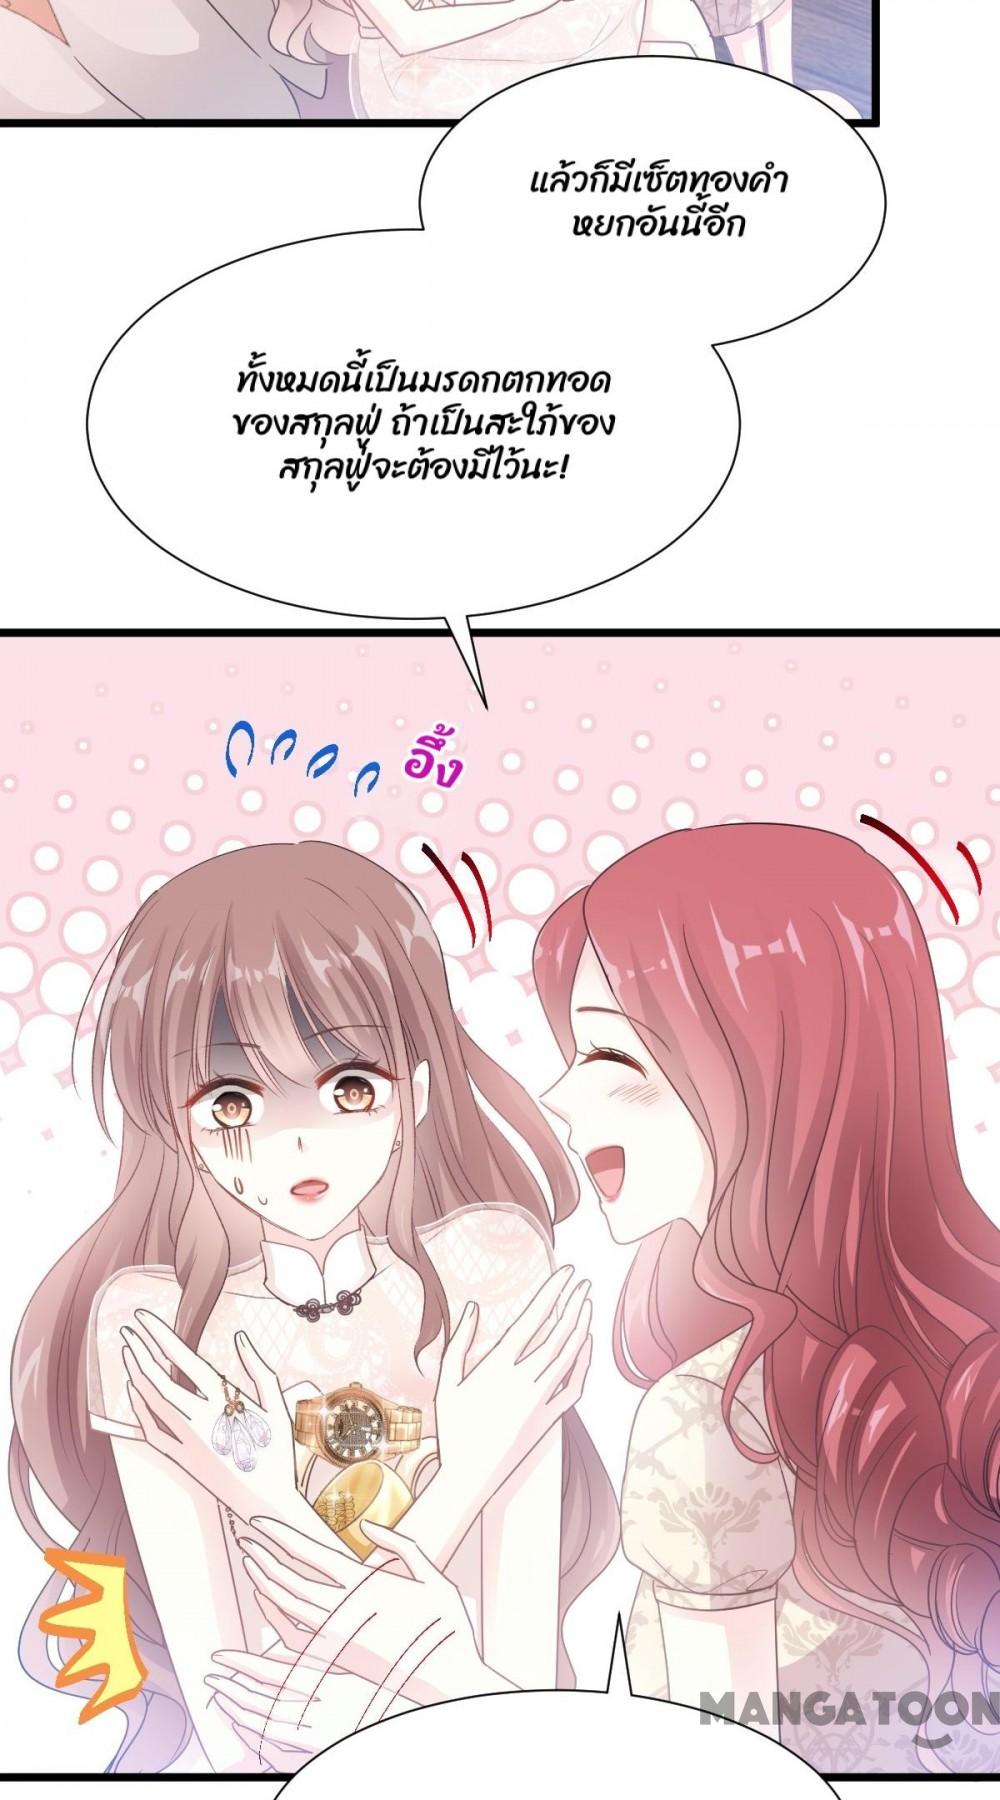 แล้วก็มีเซ็ตทองคำ
หยกอันนี้อีก
ทั้งหมดนี้เป็นมรดกตกทอด
ของสกุลฟู่ ถ้าเป็นสะใภ้ของ
สกุลฟู่จะต้องมีไว้นะ!
อึ้ง
MANGATOON